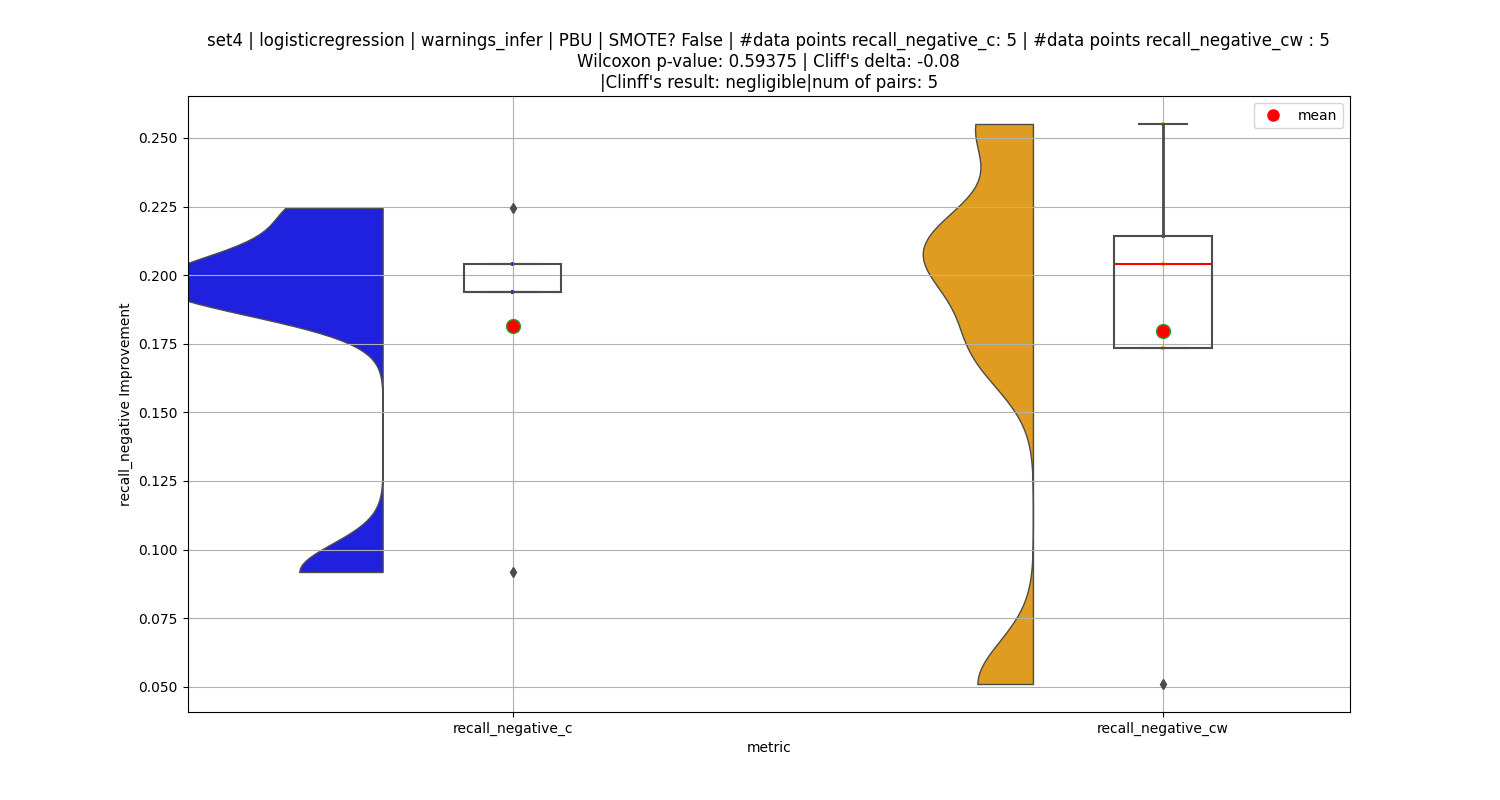 set4 | logisticregression | warnings_infer | PBU | SMOTE? False | #data points recall_negative_c: 5 | #data points recall_negative_cw : 5
Wilcoxon p-value: 0.59375 | Cliff's delta: -0.08
|Clinff's result: negligible|num of pairs: 5
mean
0.250
0.225
0.200
0.175
0.150
0.125
0.100
0.075
0.050
recall_negative Improvement
recall_negative_c
recall_negative_cw
metric